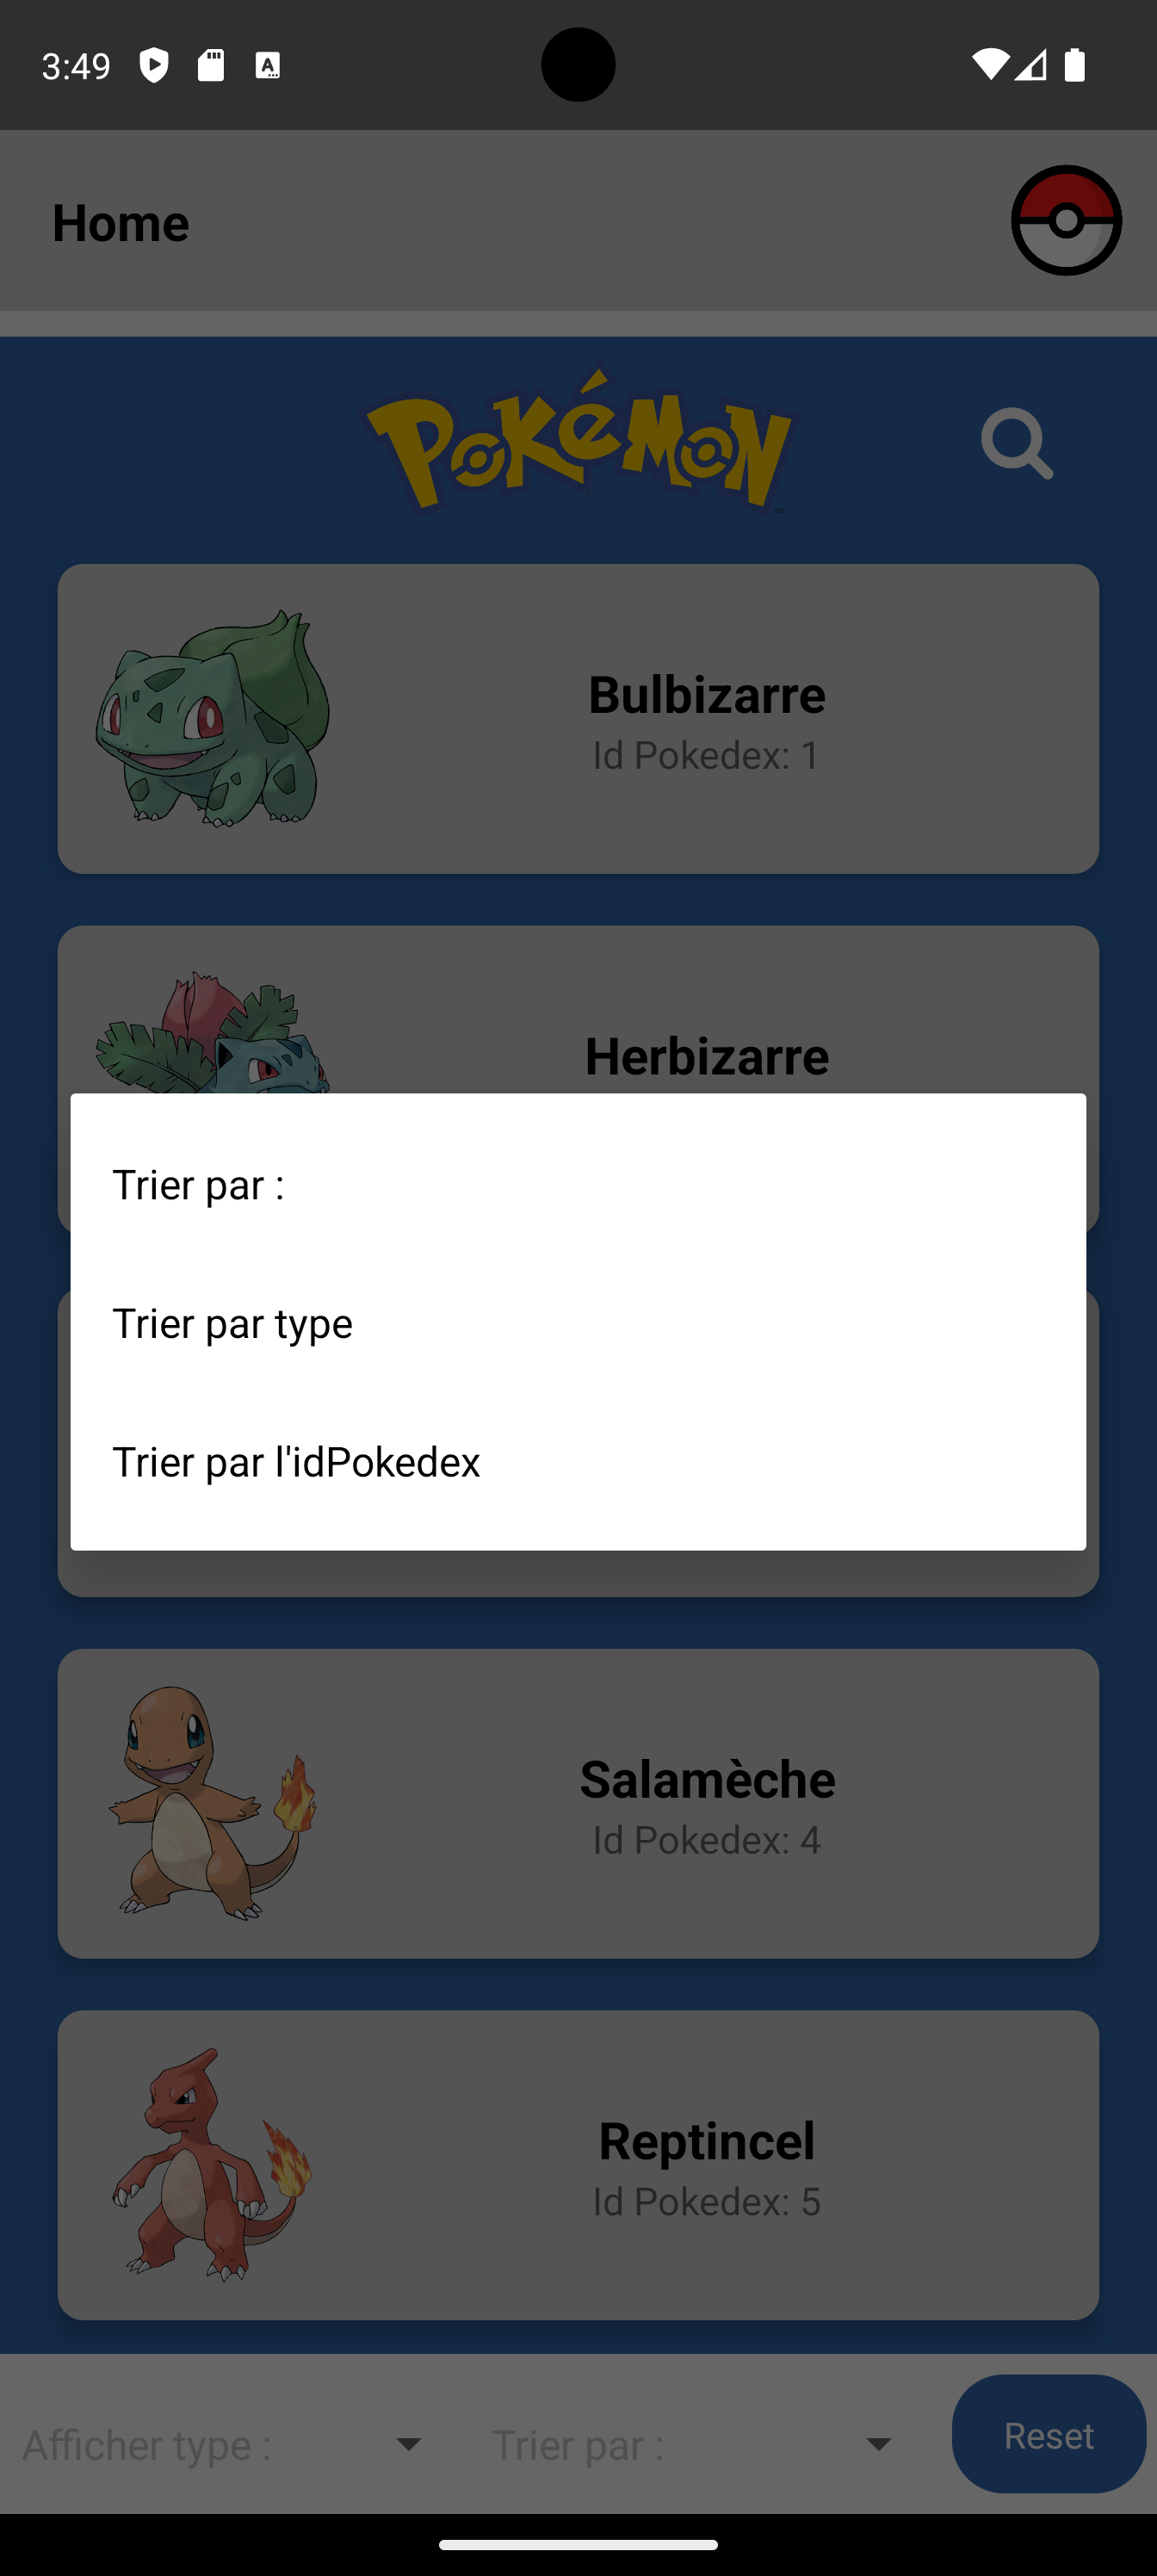 3:49
Home
POKéMON
Bulbizarre
Id Pokedex: 1
Herbizarre
Trier par :
Trier par type
Trier par l'idPokedex
Salamèche
Id Pokedex: 4
Reptincel
Id Pokedex: 5
Afficher type :
Trier par :
Reset